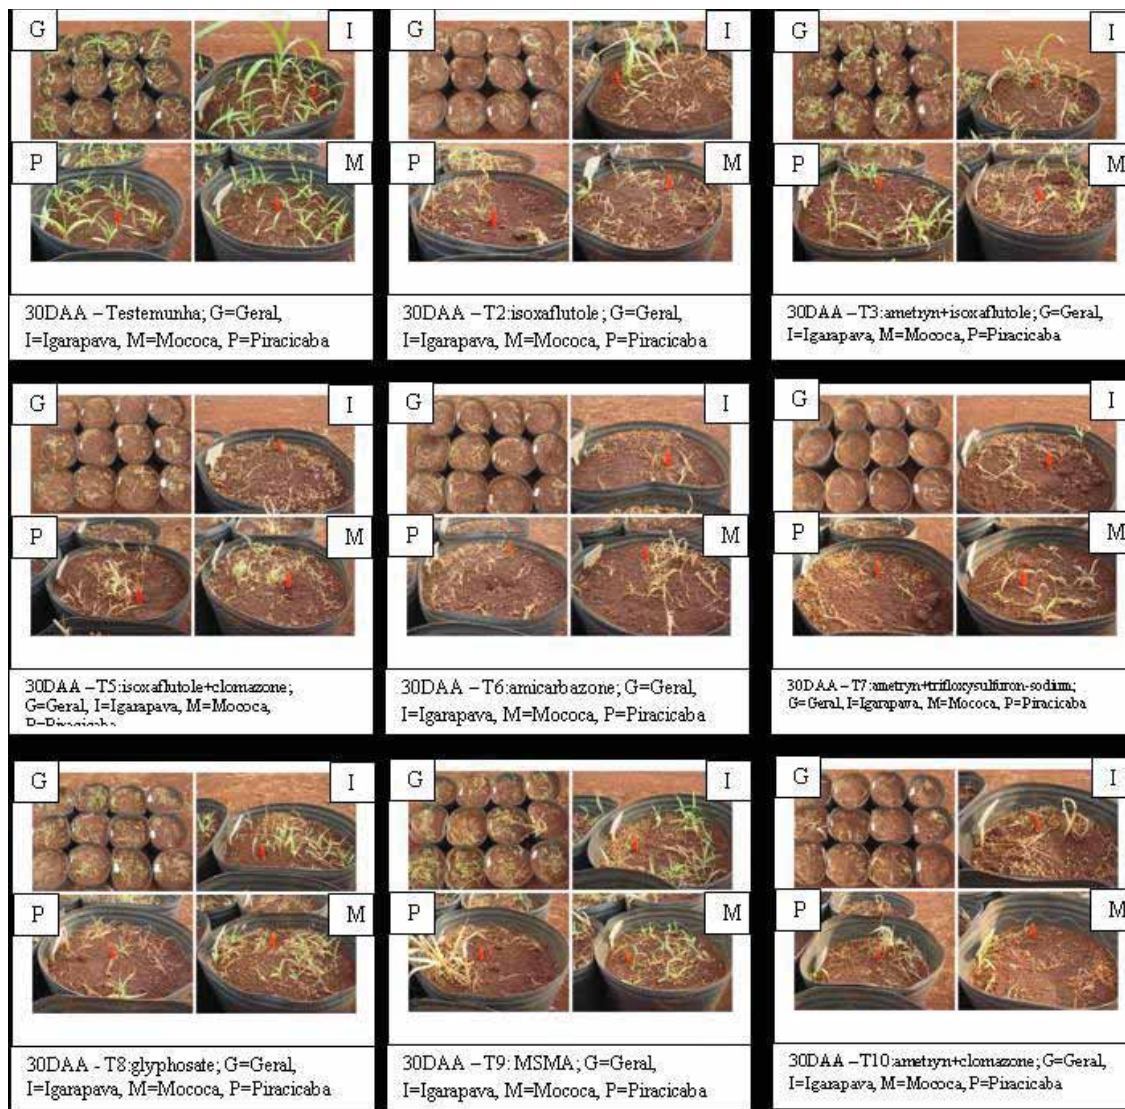 G
I
P
M
30DAA – Testemunha; G=Geral,
I=Igarapava, M=Mococa, P=Piracicaba
G
I
P
M
30DAA – T2:isoxaflutole; G=Geral,
I=Igarapava, M=Mococa, P=Piracicaba
G
I
P
M
30DAA – T3:ametryn+isoxaflutole; G=Geral,
I=Igarapava, M=Mococa, P=Piracicaba
G
I
P
M
30DAA – T5:isoxaflutole+clomazone;
G=Geral, I=Igarapava, M=Mococa,
P=Piracicaba
G
I
P
M
30DAA – T6:amicarbazone; G=Geral,
I=Igarapava, M=Mococa, P=Piracicaba
G
I
P
M
30DAA – T7:ametryn+trifloxysulfuron-sodium;
G=Geral, I=Igarapava, M=Mococa, P=Piracicaba
G
I
P
M
30DAA - T8:glyphosate; G=Geral,
I=Igarapava, M=Mococa, P=Piracicaba
G
I
P
M
30DAA – T9: MSMA; G=Geral,
I=Igarapava, M=Mococa, P=Piracicaba
G
I
P
M
30DAA – T10:ametryn+clomazone; G=Geral,
I=Igarapava, M=Mococa, P=Piracicaba